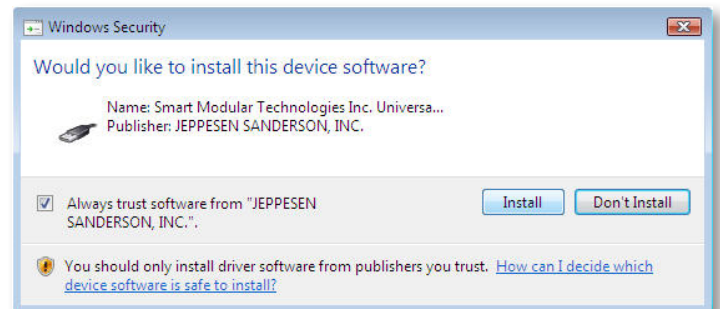 Windows Security
Would you like to install this device software?
Name: Smart Modular Technologies Inc. Universa...
Publisher: JEPPESEN SANDERSON, INC.
Always trust software from "JEPPESEN
SANDERSON, INC.".
Install
Don't Install
You should only install driver software from publishers you trust. How can I decide which
device software is safe to install?